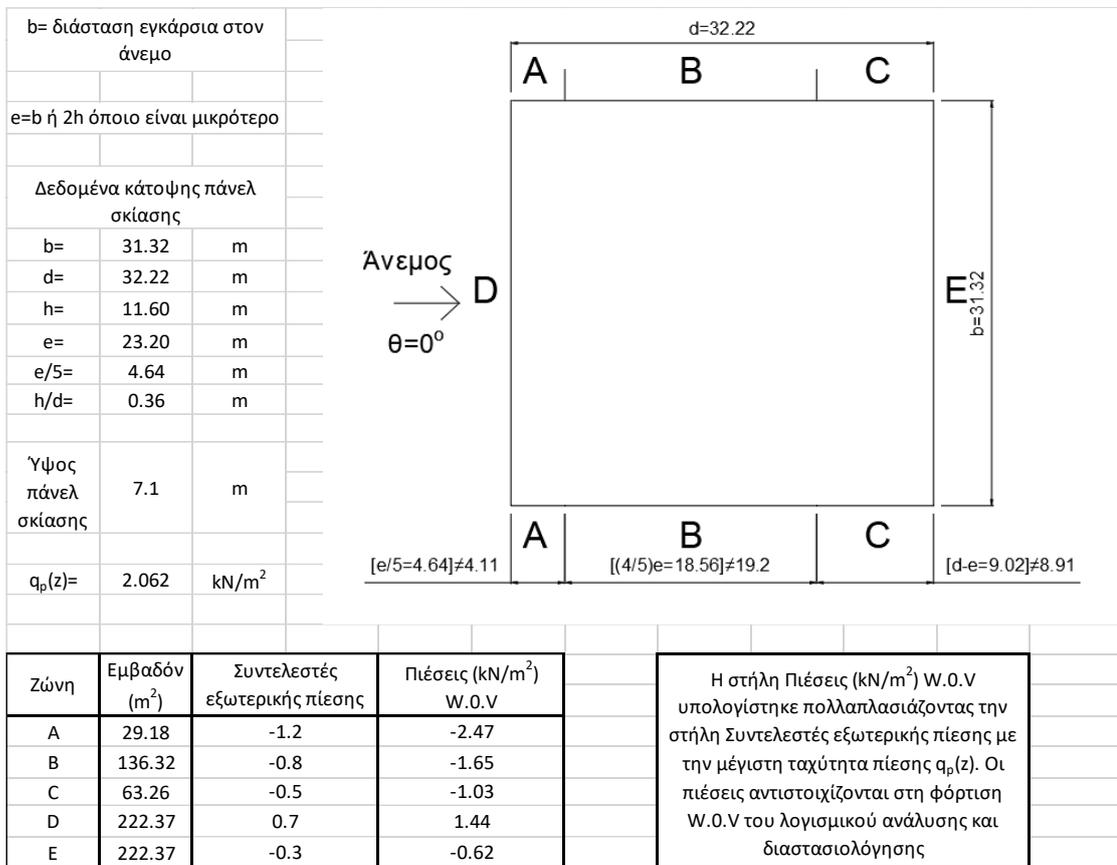 b= διάσταση εγκάρσια στον
άνεμο
e=b ή 2h όποιο είναι μικρότερο
Δεδομένα κάτοψης πάνελ
σκίασης
b= 31.32 m
d= 32.22 m
h= 11.60 m
e= 23.20 m
e/5= 4.64 m
h/d= 0.36 m
Ύψος
πάνελ
σκίασης
7.1 m
qp(z)= 2.062 kN/m²
d=32.22
A B C
Άνεμος
θ=0°
D
E
b=31.32
A B C
[e/5=4.64]≠4.11 [(4/5)e=18.56]≠19.2 [d-e=9.02]≠8.91
Ζώνη Εμβαδόν (m²) Συντελεστές εξωτερικής πίεσης Πιέσεις (kN/m²) W.0.V
A 29.18 -1.2 -2.47
B 136.32 -0.8 -1.65
C 63.26 -0.5 -1.03
D 222.37 0.7 1.44
E 222.37 -0.3 -0.62
Η στήλη Πιέσεις (kN/m²) W.0.V
υπολογίστηκε πολλαπλασιάζοντας την
στήλη Συντελεστές εξωτερικής πίεσης με
την μέγιστη ταχύτητα πίεσης qp(z). Οι
πιέσεις αντιστοιχίζονται στη φόρτιση
W.0.V του λογισμικού ανάλυσης και
διαστασιολόγησης